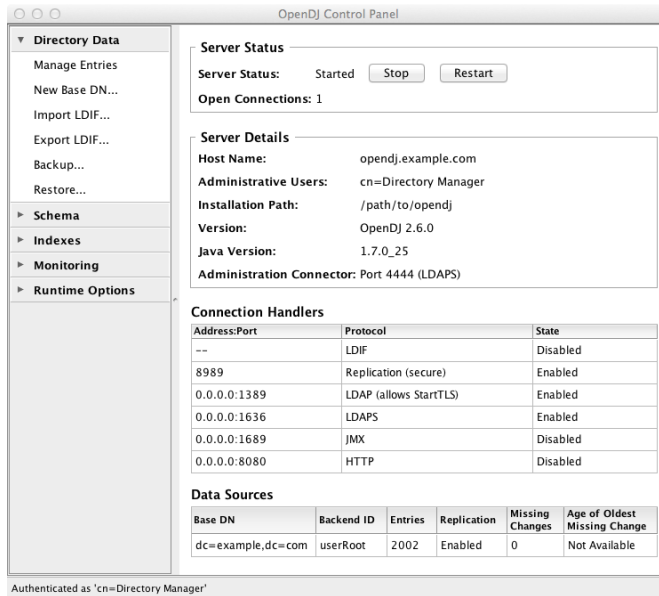 OpenDJ Control Panel
Directory Data
Manage Entries
New Base DN...
Import LDIF...
Export LDIF...
Backup...
Restore...
Schema
Indexes
Monitoring
Runtime Options
Server Status
Server Status: Started Stop Restart
Open Connections: 1
Server Details
Host Name: opendj.example.com
Administrative Users: cn=Directory Manager
Installation Path: /path/to/opendj
Version: OpenDJ 2.6.0
Java Version: 1.7.0_25
Administration Connector: Port 4444 (LDAPS)
Connection Handlers
Address:Port Protocol State
-- LDIF Disabled
8989 Replication (secure) Enabled
0.0.0.0:1389 LDAP (allows StartTLS) Enabled
0.0.0.0:1636 LDAPS Enabled
0.0.0.0:1689 JMX Disabled
0.0.0.0:8080 HTTP Disabled
Data Sources
Base DN Backend ID Entries Replication Missing Changes Age of Oldest Missing Change
dc=example,dc=com userRoot 2002 Enabled 0 Not Available
Authenticated as 'cn=Directory Manager'